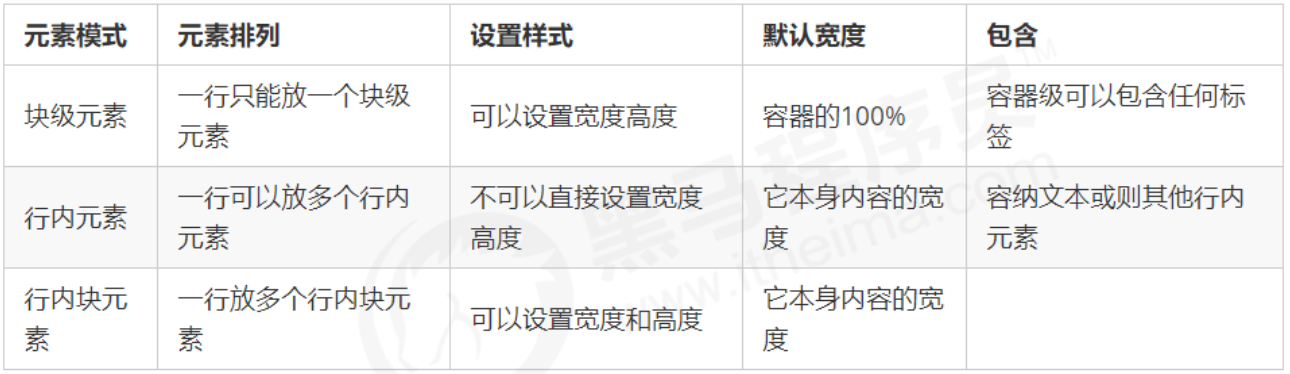 元素模式 元素排列 设置样式 默认宽度 包含
块级元素 一行只能放一个块级元素 可以设置宽度高度 容器的100% 容器级可以包含任何标签
行内元素 一行可以放多个行内元素 不可以直接设置宽度高度 它本身内容的宽度 容纳文本或则其他行内元素
行内块元素 一行放多个行内块元素 可以设置宽度和高度 它本身内容的宽度
黑马程序员™
www.itheima.com